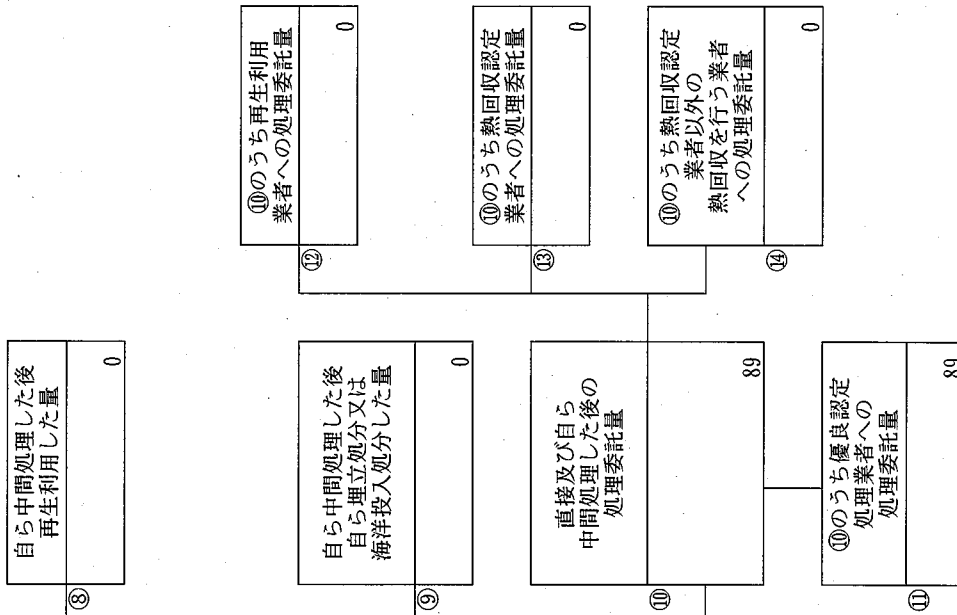 自ら中間処理した後
再生利用した量
0
⑧
自ら中間処理した後
自ら埋立処分又は
海洋投入処分した量
0
⑨
直接及び自ら
中間処理した後の
処理委託量
89
⑩
⑩のうち優良認定
処理業者への
処理委託量
89
⑪
⑩のうち再生利用
業者への処理委託量
0
⑫
⑩のうち熱回収認定
業者への処理委託量
0
⑬
⑩のうち熱回収認定
業者以外の
熱回収を行う業者
への処理委託量
0
⑭